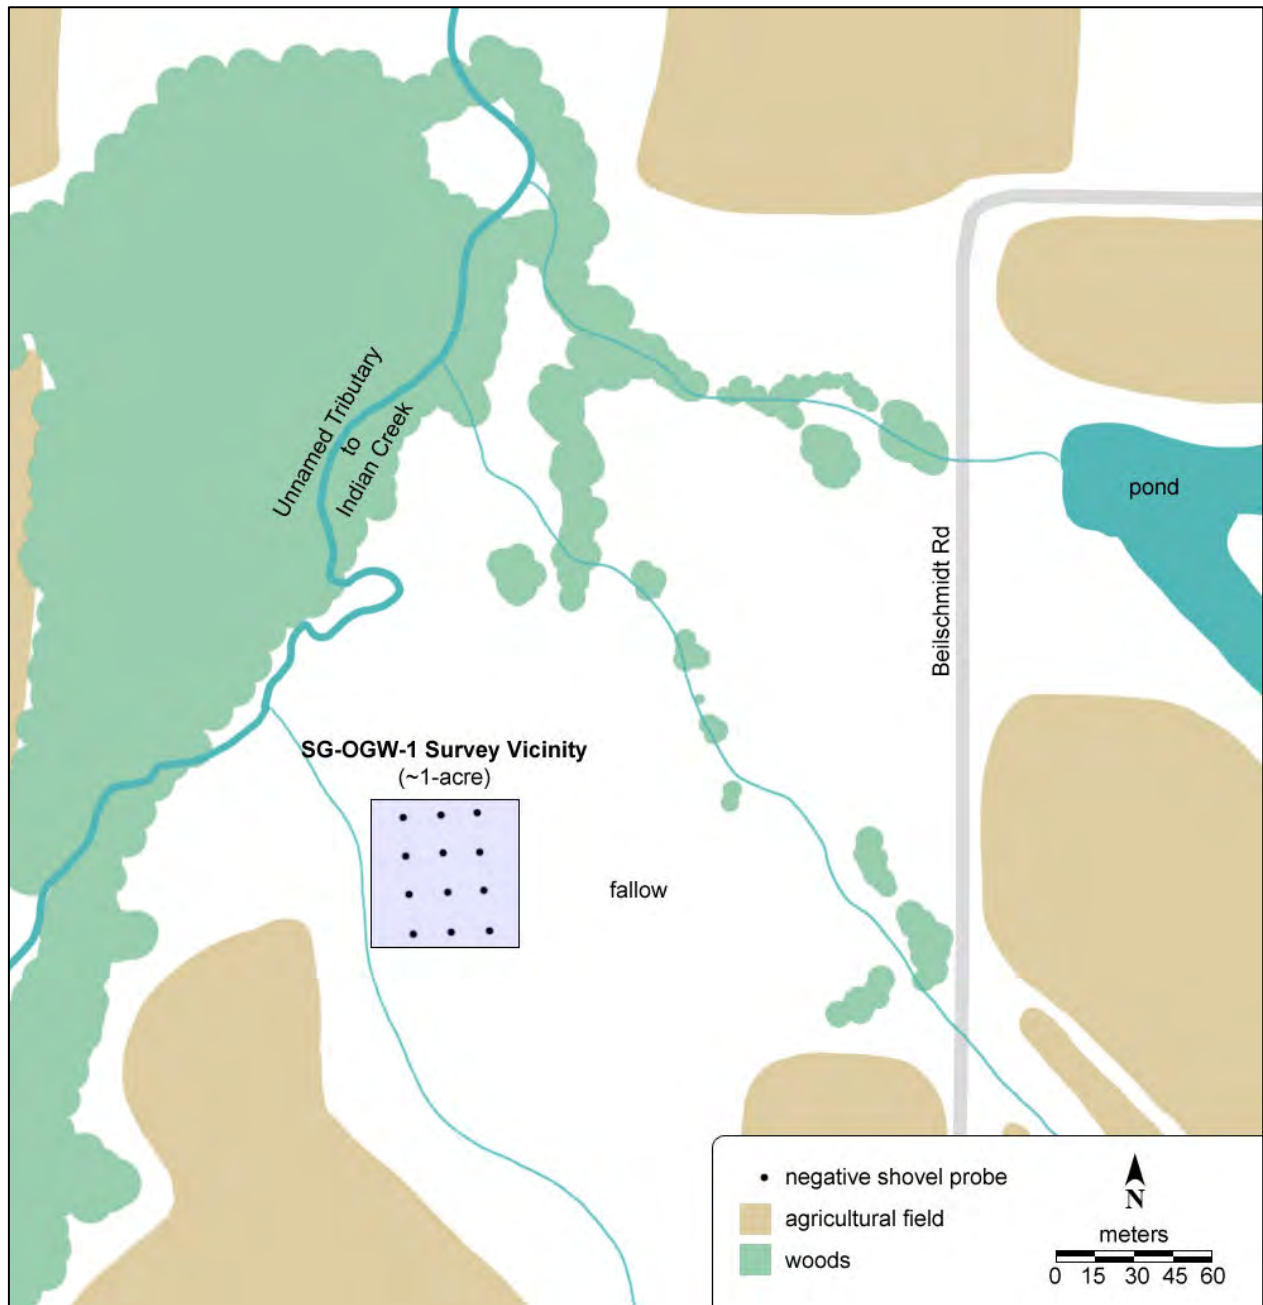 Unnamed Tributary
to
Indian Creek
pond
Beilschmidt Rd
SG-OGW-1 Survey Vicinity
(~1-acre)
fallow
negative shovel probe
agricultural field
woods
N
meters
0 15 30 45 60